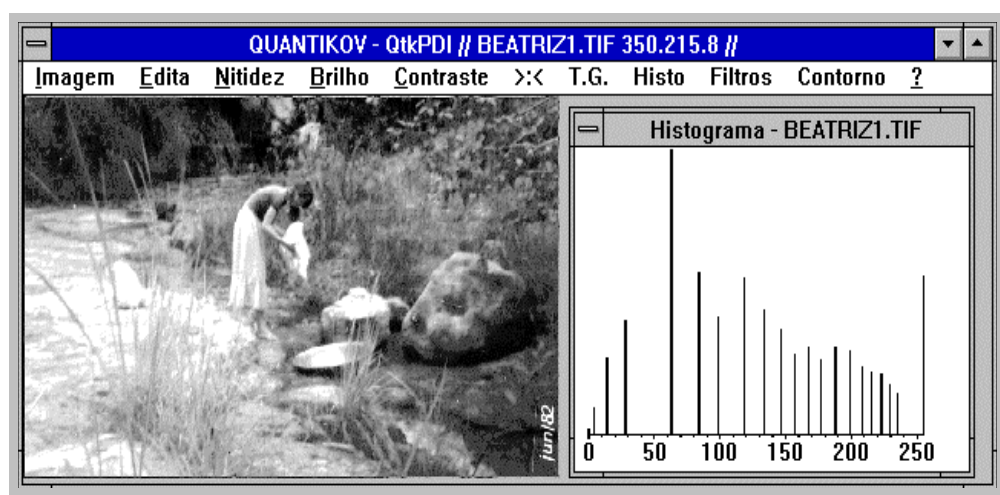 QUANTIKOV - QtkPDI // BEATRIZ1.TIF 350.215.8 //
Imagem Edita Nitidez Brilho Contraste >:< T.G. Histo Filtros Contorno ?
Histograma - BEATRIZ1.TIF
0 50 100 150 200 250
jun/82